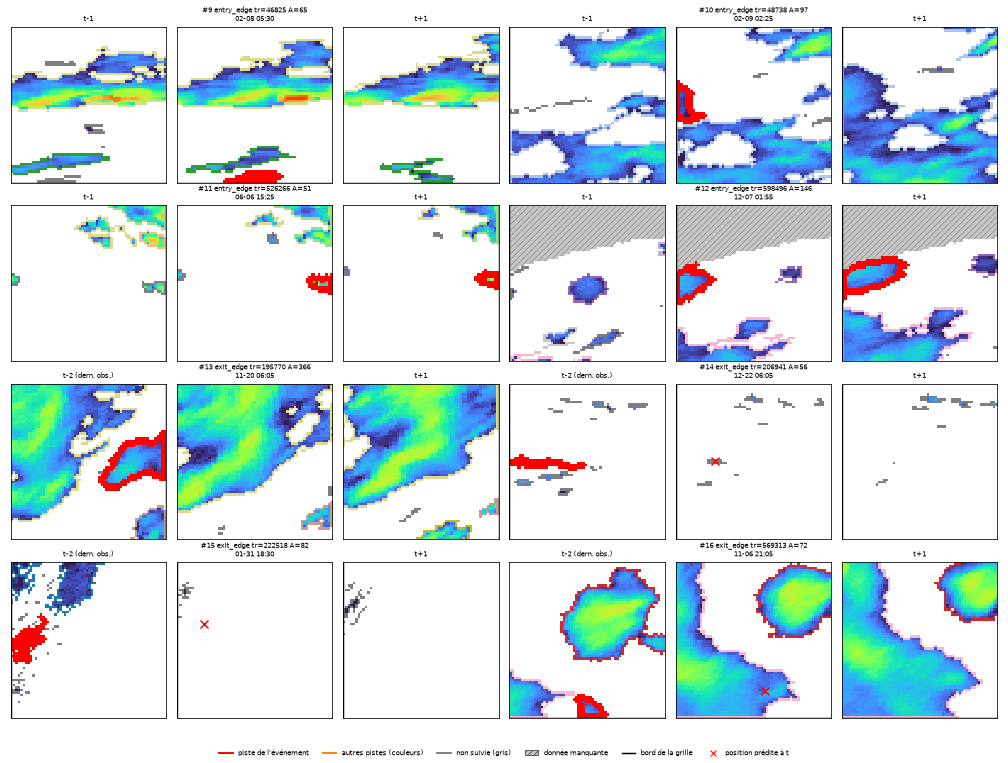 #9 entry_edge tr=46825 A=65
t-1
02-08 05:30
t+1
#10 entry_edge tr=48738 A=97
t-1
02-09 02:25
t+1
#11 entry_edge tr=526266 A=51
t-1
06-06 15:25
t+1
#12 entry_edge tr=598496 A=146
t-1
12-07 01:55
t+1
#13 exit_edge tr=195770 A=366
t-2 (dern. obs.)
11-20 06:05
t+1
#14 exit_edge tr=206941 A=56
t-2 (dern. obs.)
12-22 06:05
t+1
#15 exit_edge tr=222518 A=82
t-2 (dern. obs.)
01-31 18:30
t+1
#16 exit_edge tr=569313 A=72
t-2 (dern. obs.)
11-06 21:05
t+1
piste de l'événement
autres pistes (couleurs)
non suivie (gris)
donnée manquante
bord de la grille
position prédite à t